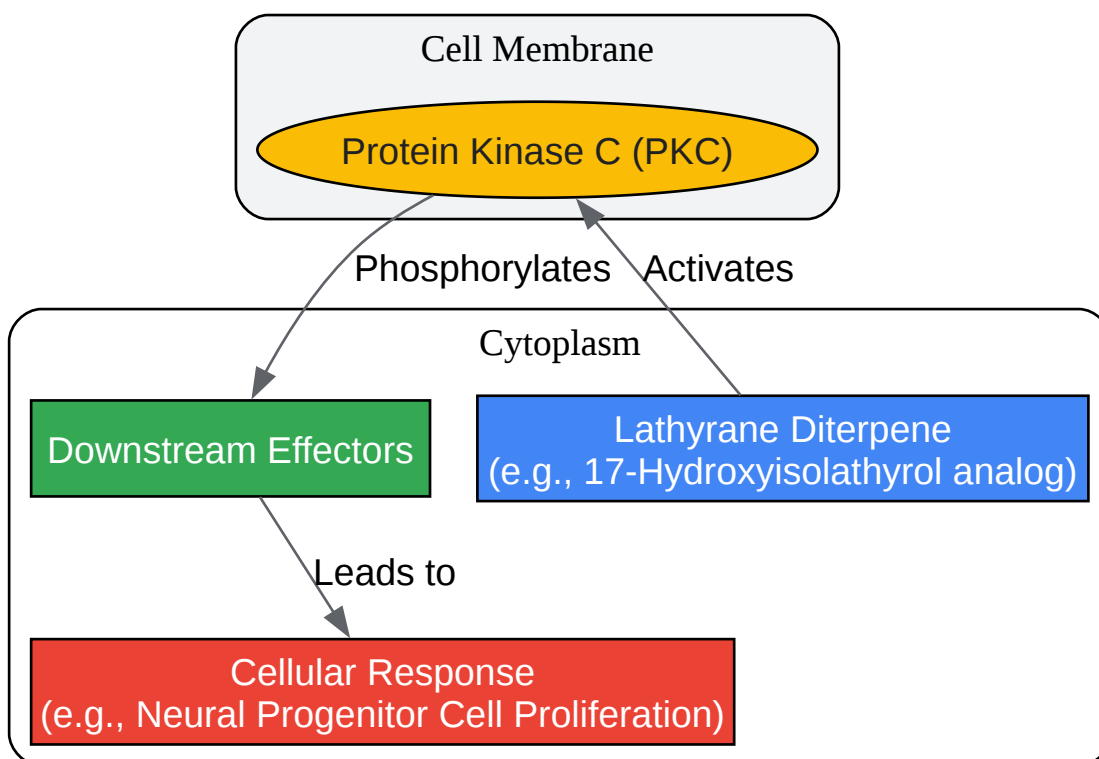 Cell Membrane
Protein Kinase C (PKC)
Phosphorylates
Activates
Cytoplasm
Downstream Effectors
Lathyrane Diterpene
(e.g., 17-Hydroxyisolathyrol analog)
Leads to
Cellular Response
(e.g., Neural Progenitor Cell Proliferation)